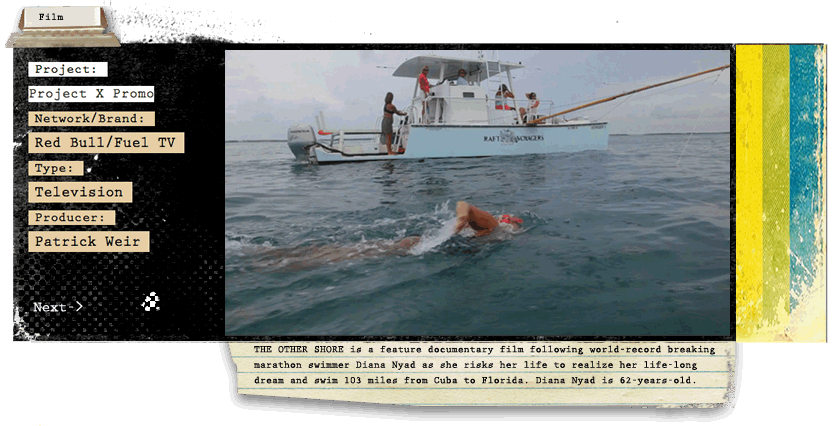 Film
Project:
Project X Promo
Network/Brand:
Red Bull/Fuel TV
Type:
Television
Producer:
Patrick Weir
Next->
THE OTHER SHORE is a feature documentary film following world-record breaking
marathon swimmer Diana Nyad as she risks her life to realize her life-long
dream and swim 103 miles from Cuba to Florida. Diana Nyad is 62-years-old.